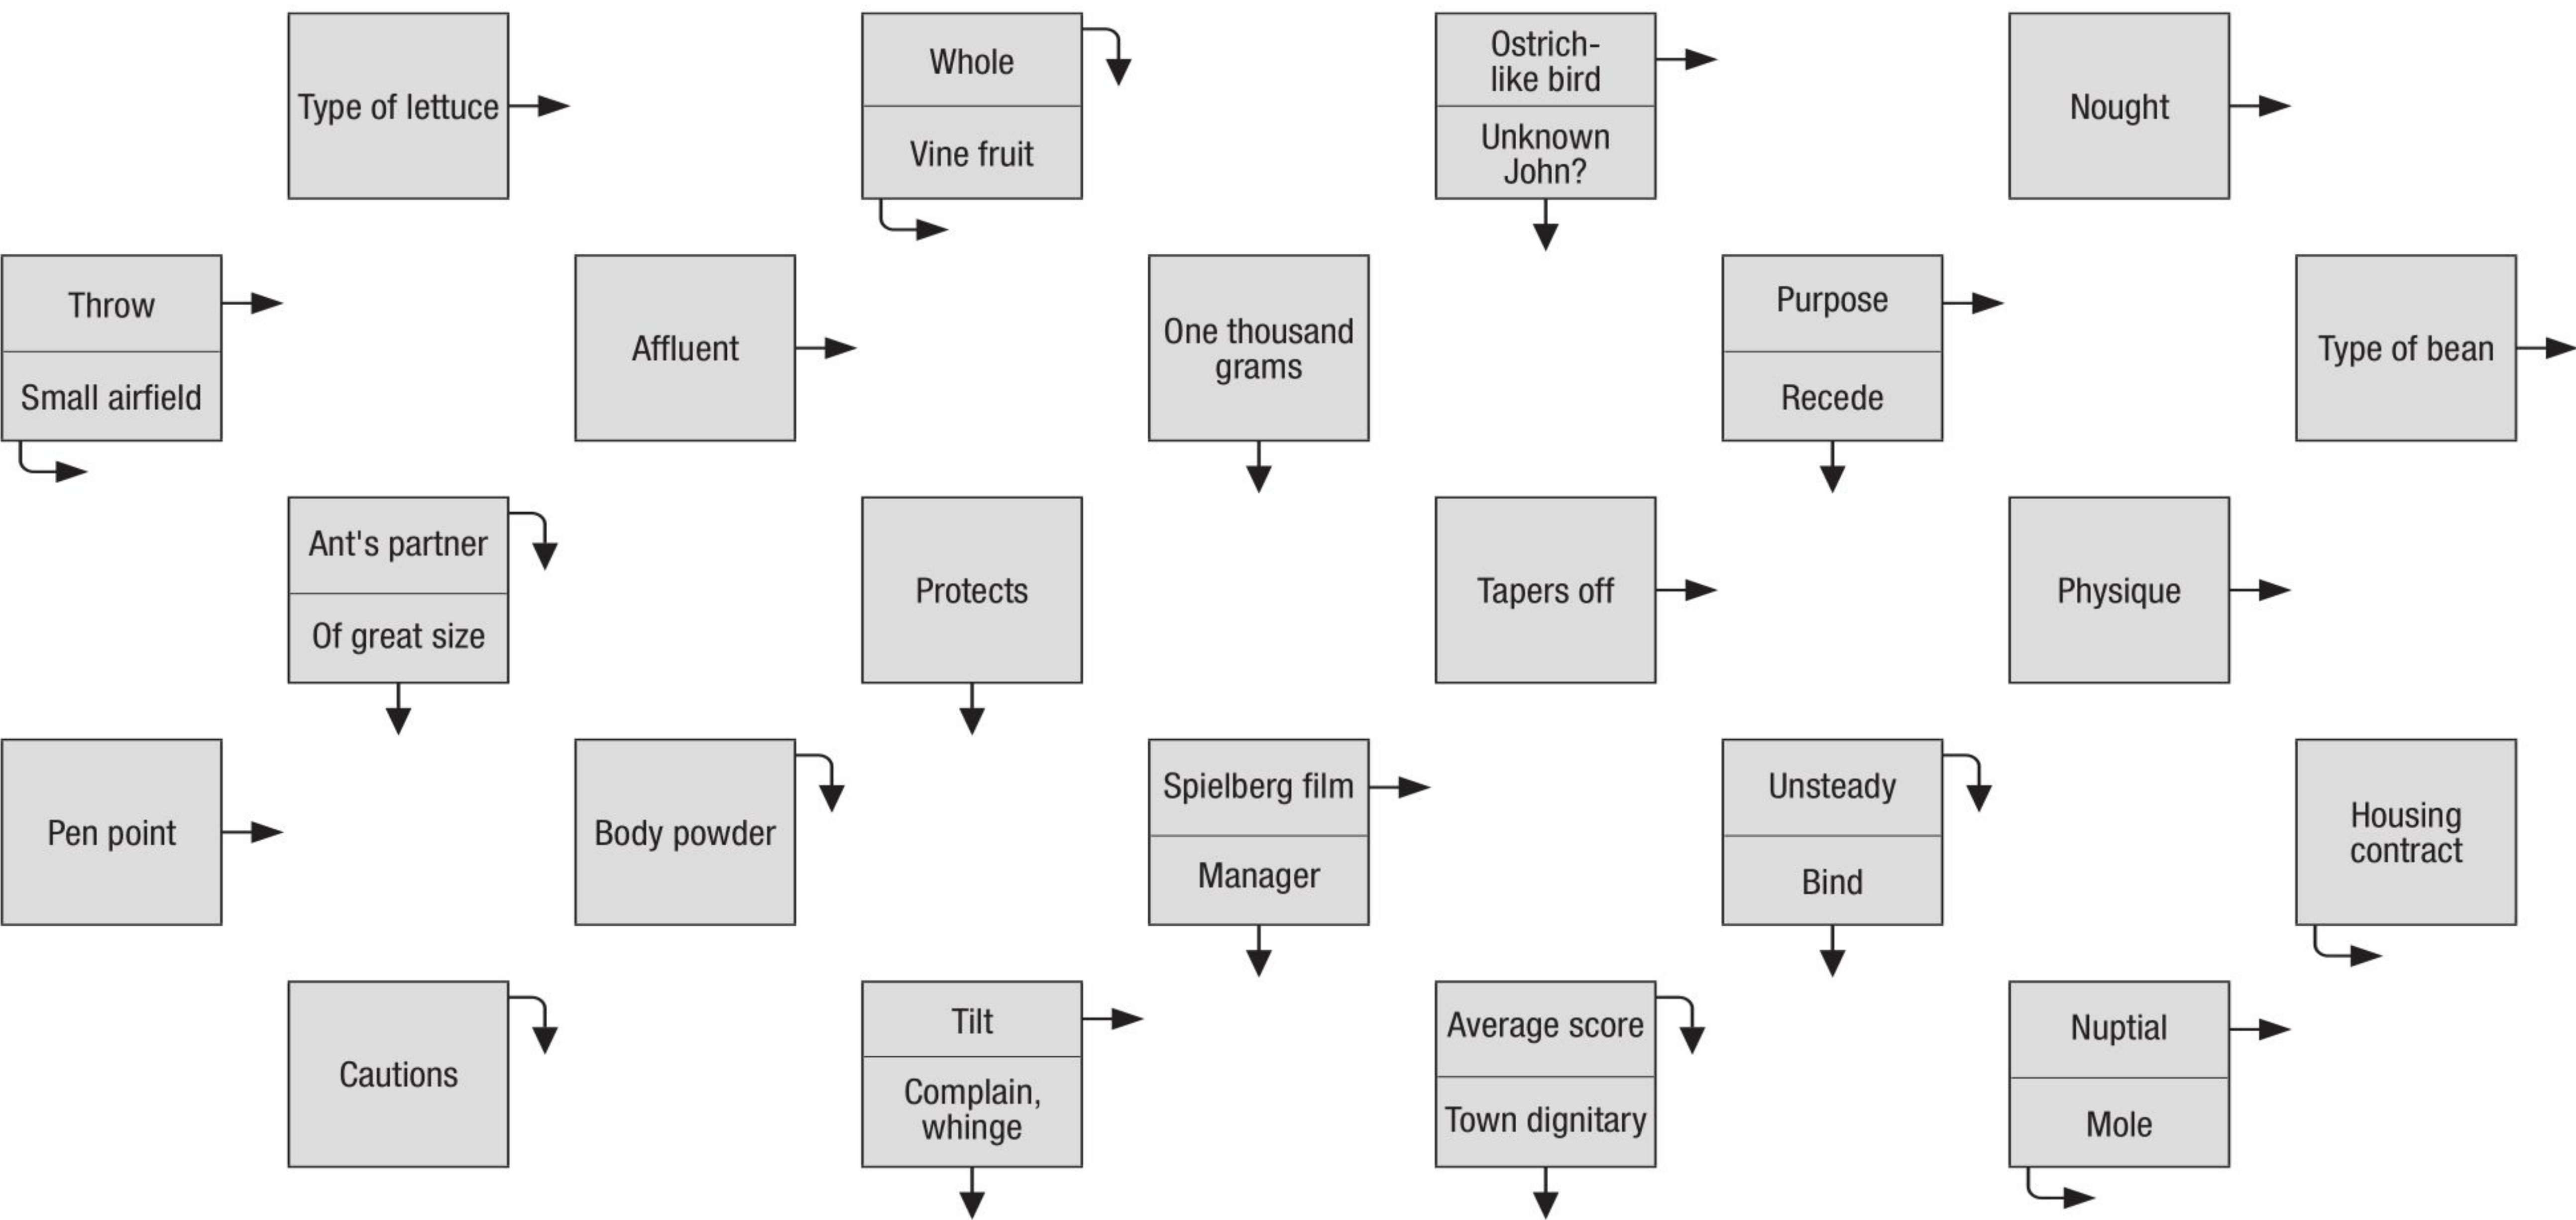 Type of lettuce
Whole
Vine fruit
Ostrich-
like bird
Unknown
John?
Nought
Throw
Small airfield
Affluent
One thousand
grams
Purpose
Recede
Type of bean
Ant's partner
Of great size
Protects
Tapers off
Physique
Pen point
Body powder
Spielberg film
Manager
Unsteady
Bind
Housing
contract
Cautions
Tilt
Complain,
whinge
Average score
Town dignitary
Nuptial
Mole